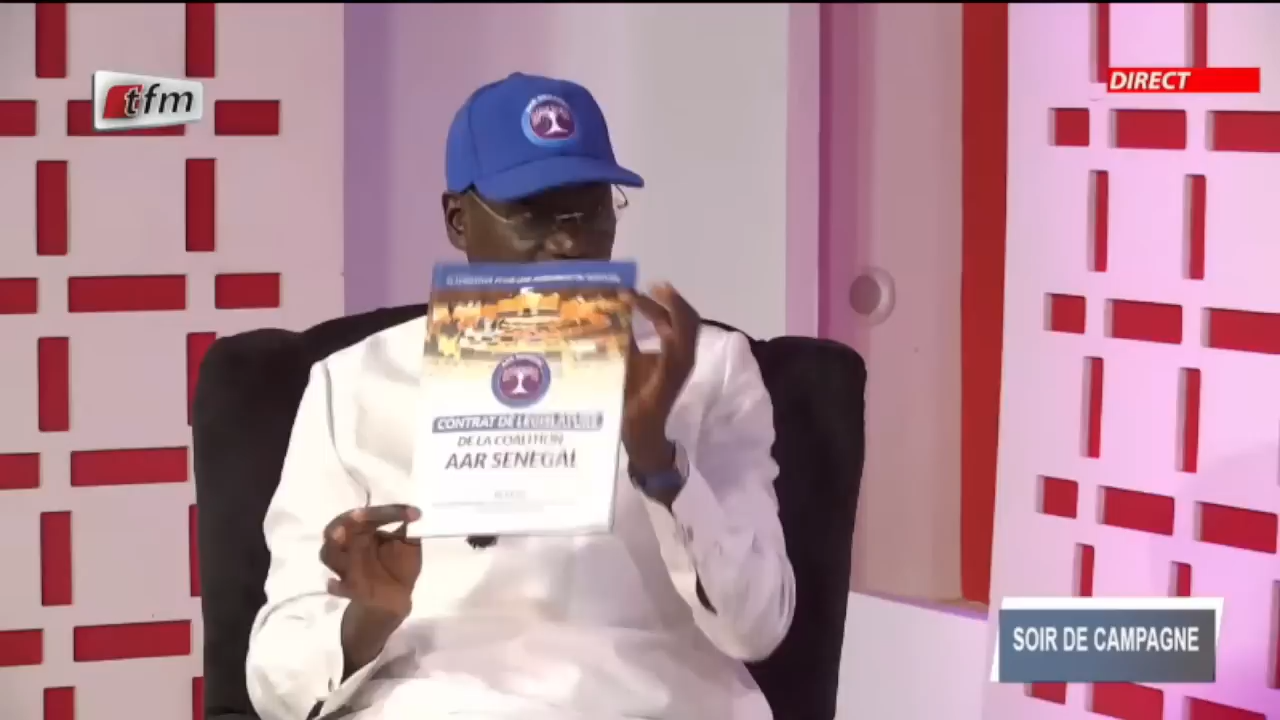 tfm
DIRECT
CONTRAT DE LEGISLATURE
DE LA COALITION
AAR SENEGAL
SOIR DE CAMPAGNE